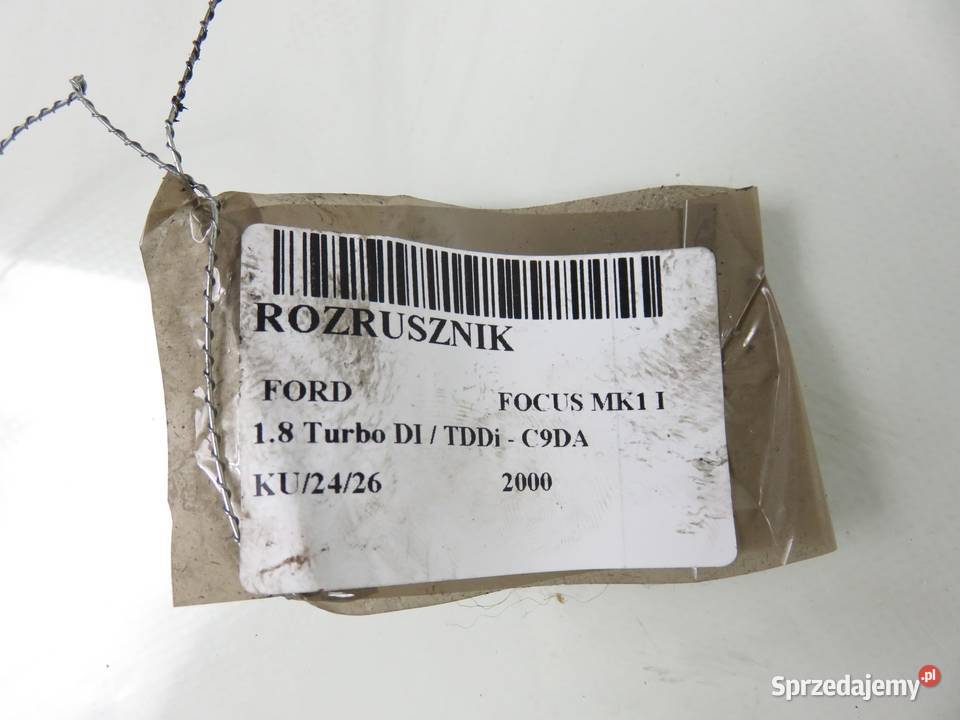 ROZRUSZNIK
FORD FOCUS MK1 I
1.8 Turbo DI / TDDi - C9DA
KU/24/26 2000
Sprzedajemy.pl